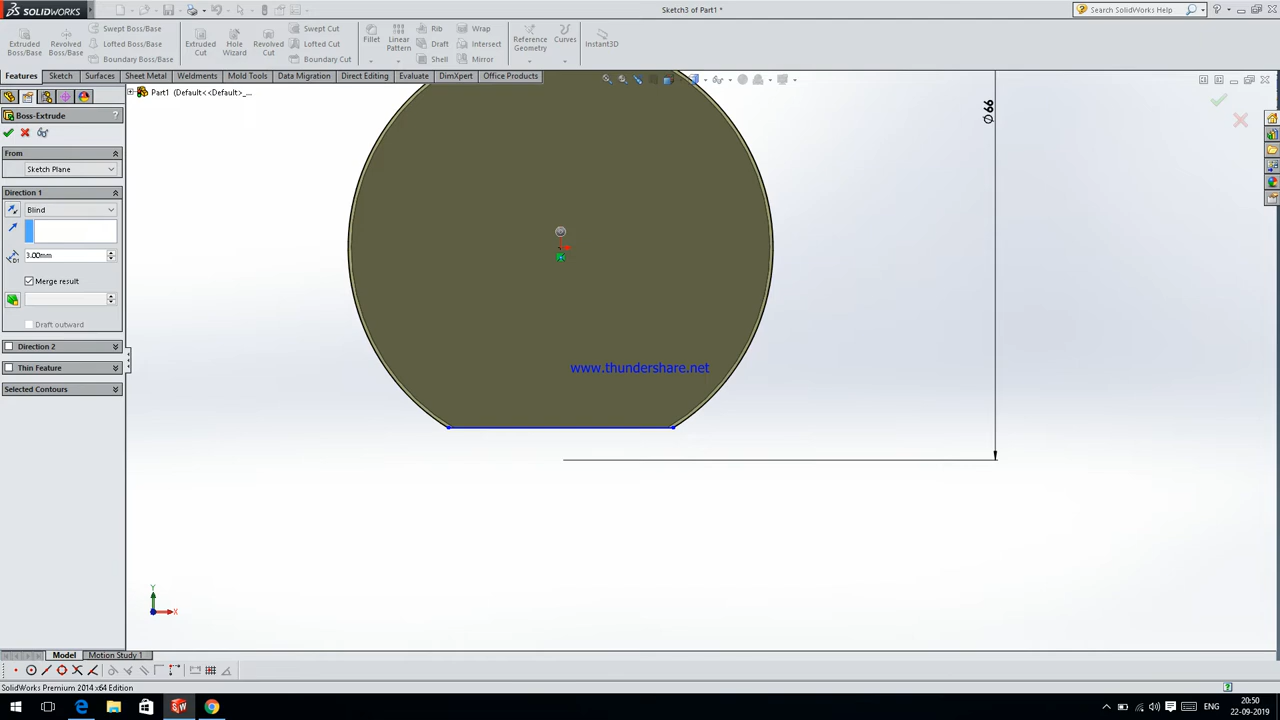 SOLIDWORKS
Sketch3 of Part1 *
Search SolidWorks Help
Extruded Boss/Base
Revolved Boss/Base
Swept Boss/Base
Lofted Boss/Base
Boundary Boss/Base
Extruded Cut
Hole Wizard
Revolved Cut
Swept Cut
Lofted Cut
Boundary Cut
Fillet
Linear Pattern
Rib
Draft
Shell
Wrap
Intersect
Mirror
Reference Geometry
Curves
Instant3D
Features
Sketch
Surfaces
Sheet Metal
Weldments
Mold Tools
Data Migration
Direct Editing
Evaluate
DimXpert
Office Products
Part1 (Default<<Default>_...
Boss-Extrude
?
From
Sketch Plane
Direction 1
Blind
3.00mm
Merge result
Draft outward
Direction 2
Thin Feature
Selected Contours
⌀66
www.thundershare.net
Y
X
Model
Motion Study 1
SolidWorks Premium 2014 x64 Edition
ENG
20:50
22-09-2019